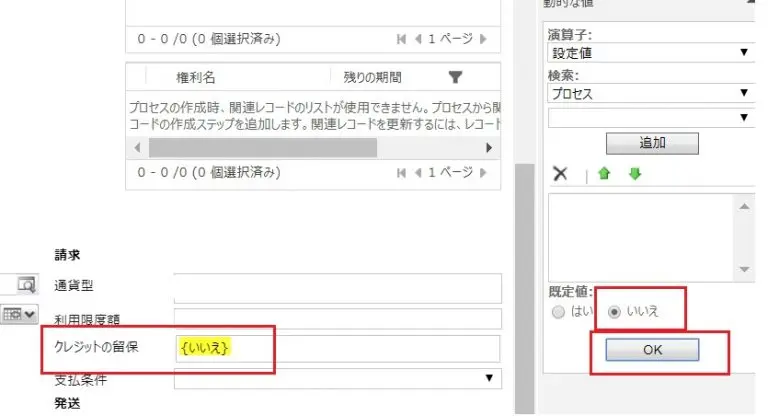 0 - 0 /0 (0 個選択済み)
1 ページ
権利名
残りの期間
プロセスの作成時、関連レコードのリストが使用できません。プロセスから関
コードの作成ステップを追加します。関連レコードを更新するには、レコード
0 - 0 /0 (0 個選択済み)
1 ページ
請求
通貨型
利用限度額
クレジットの留保
{いいえ}
支払条件
発送
動的な値
演算子:
設定値
検索:
プロセス
追加
既定値:
はい
いいえ
OK